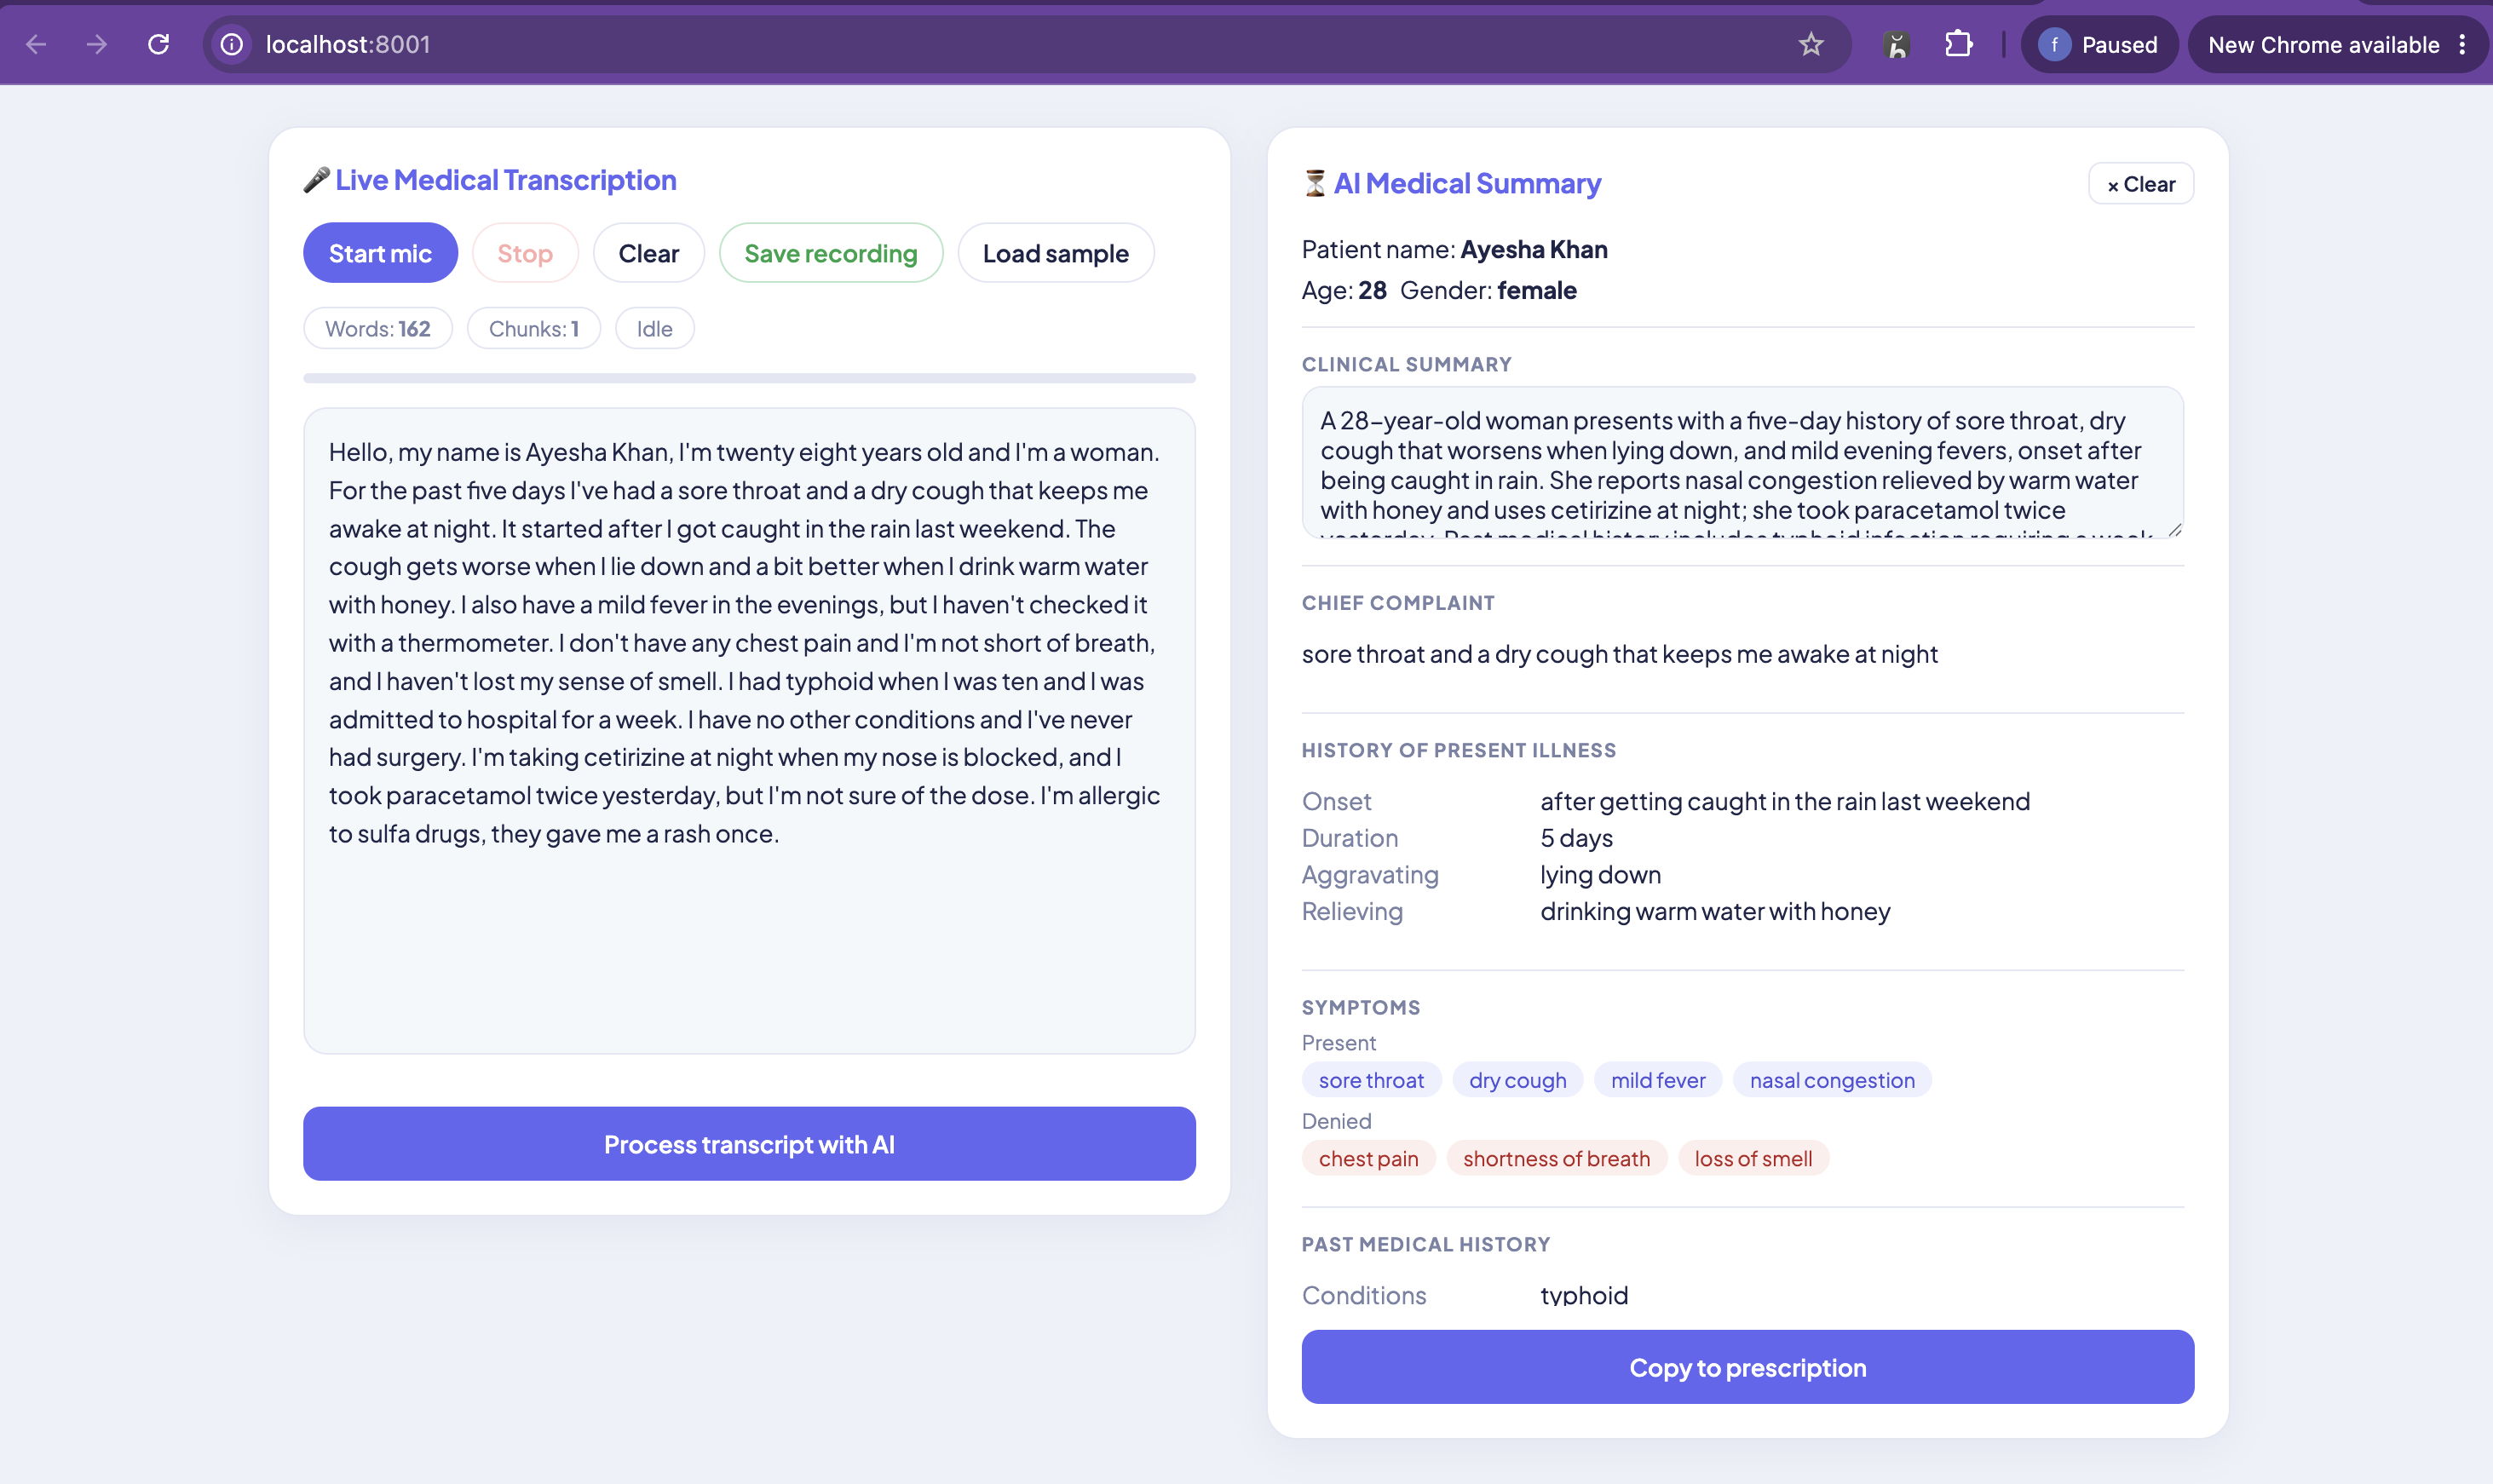 localhost:8001
f Paused
New Chrome available
🎤 Live Medical Transcription
Start mic
Stop
Clear
Save recording
Load sample
Words: 162
Chunks: 1
Idle
Hello, my name is Ayesha Khan, I'm twenty eight years old and I'm a woman.
For the past five days I've had a sore throat and a dry cough that keeps me
awake at night. It started after I got caught in the rain last weekend. The
cough gets worse when I lie down and a bit better when I drink warm water
with honey. I also have a mild fever in the evenings, but I haven't checked it
with a thermometer. I don't have any chest pain and I'm not short of breath,
and I haven't lost my sense of smell. I had typhoid when I was ten and I was
admitted to hospital for a week. I have no other conditions and I've never
had surgery. I'm taking cetirizine at night when my nose is blocked, and I
took paracetamol twice yesterday, but I'm not sure of the dose. I'm allergic
to sulfa drugs, they gave me a rash once.
Process transcript with AI
⏳ AI Medical Summary
× Clear
Patient name: Ayesha Khan
Age: 28 Gender: female
CLINICAL SUMMARY
A 28-year-old woman presents with a five-day history of sore throat, dry
cough that worsens when lying down, and mild evening fevers, onset after
being caught in rain. She reports nasal congestion relieved by warm water
with honey and uses cetirizine at night; she took paracetamol twice
yesterday. Past medical history includes typhoid infection requiring a week
CHIEF COMPLAINT
sore throat and a dry cough that keeps me awake at night
HISTORY OF PRESENT ILLNESS
Onset after getting caught in the rain last weekend
Duration 5 days
Aggravating lying down
Relieving drinking warm water with honey
SYMPTOMS
Present
sore throat
dry cough
mild fever
nasal congestion
Denied
chest pain
shortness of breath
loss of smell
PAST MEDICAL HISTORY
Conditions typhoid
Copy to prescription